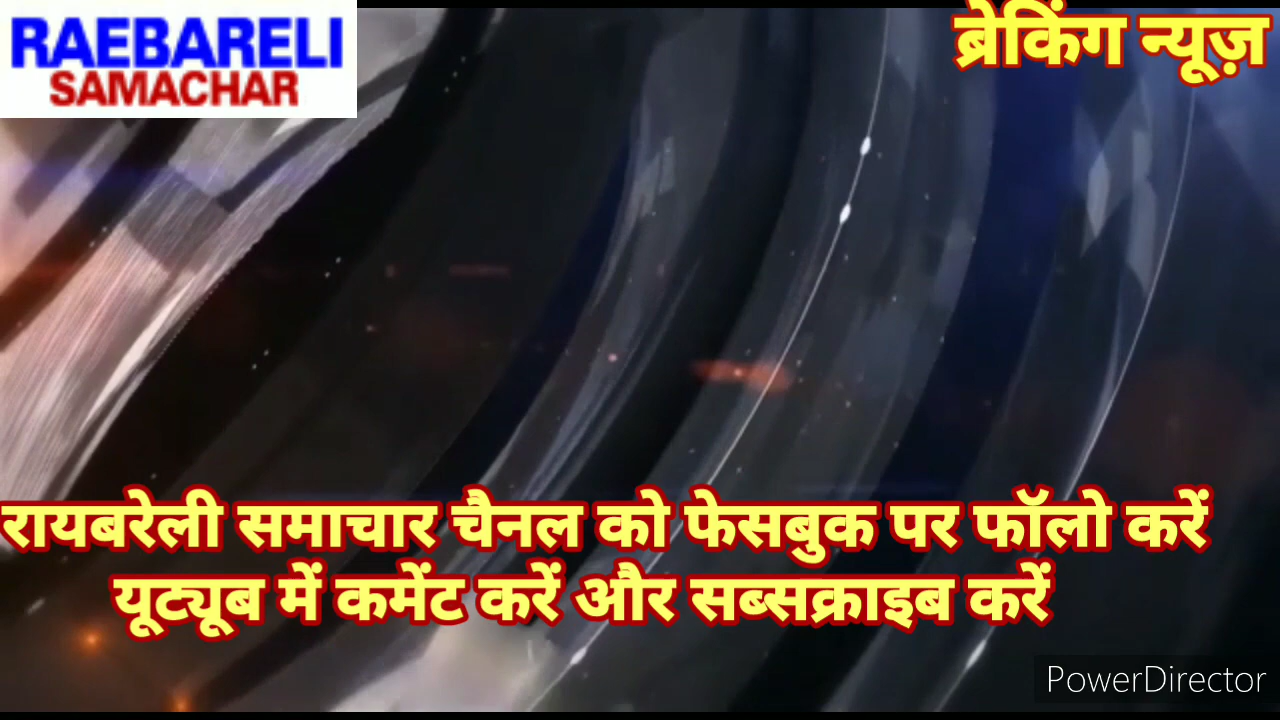 RAEBARELI
SAMACHAR
ब्रेकिंग न्यूज़
रायबरेली समाचार चैनल को फेसबुक पर फॉलो करें
यूट्यूब में कमेंट करें और सब्सक्राइब करें
PowerDirector